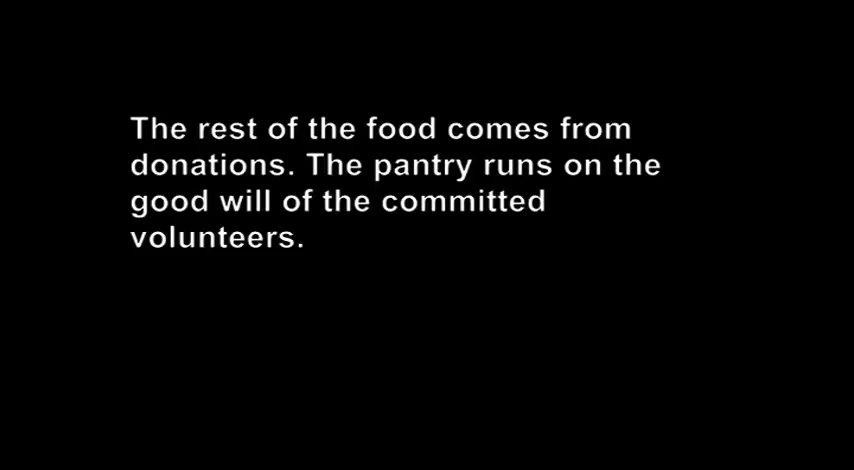 The rest of the food comes from
donations. The pantry runs on the
good will of the committed
volunteers.